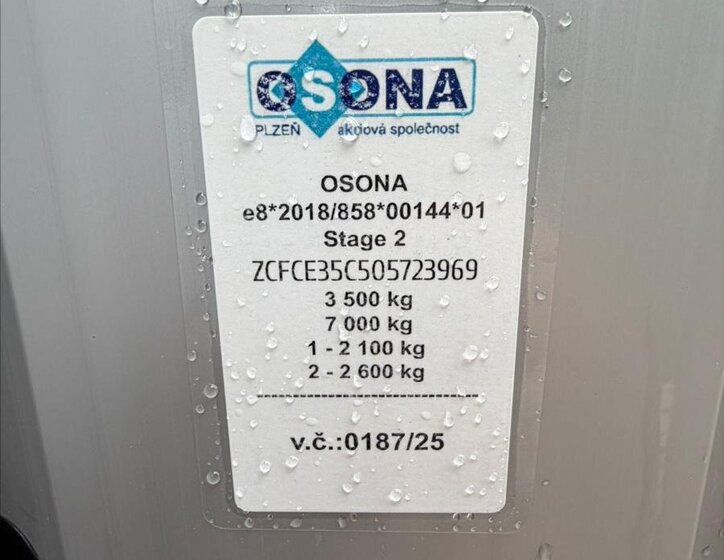 OSONA
PLZEŇ akciová společnost
OSONA
e8*2018/858*00144*01
Stage 2
ZCFCE35C505723969
3 500 kg
7 000 kg
1 - 2 100 kg
2 - 2 600 kg
v.č.:0187/25